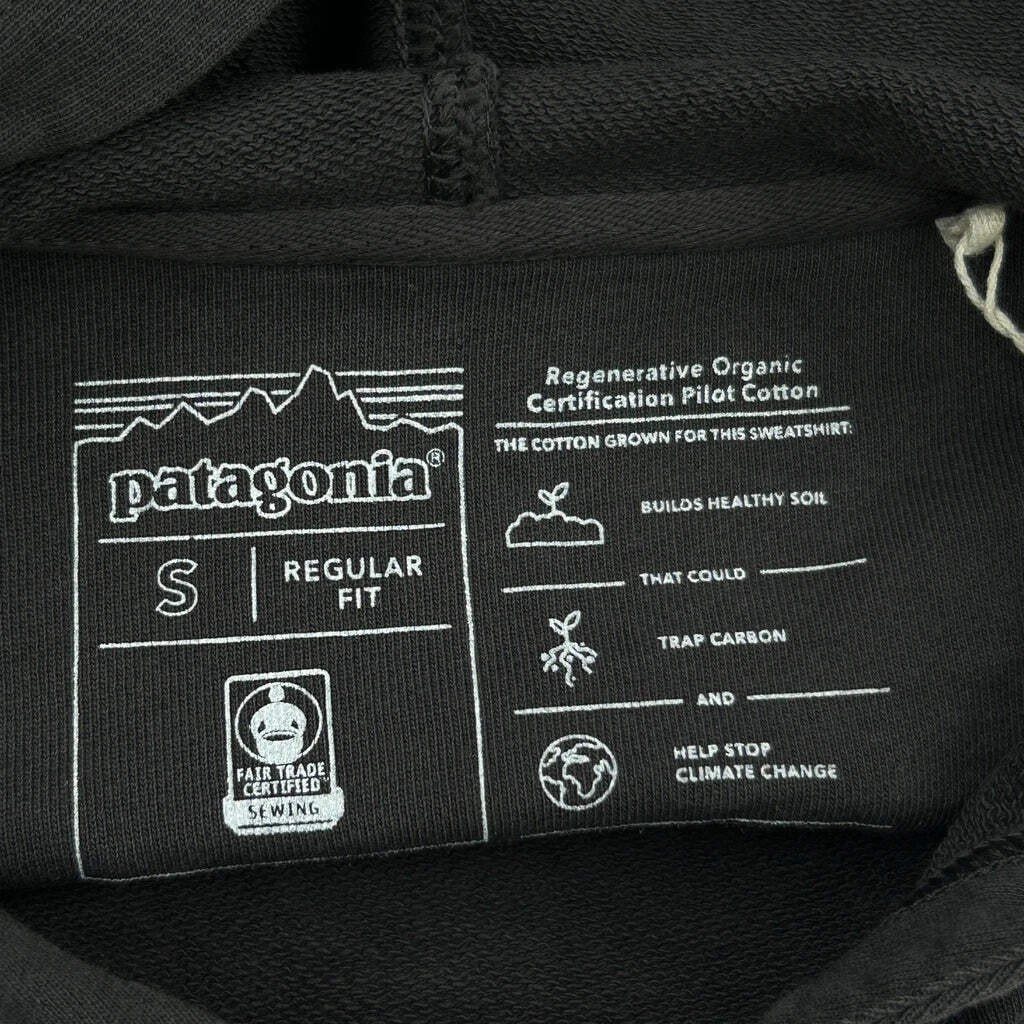 patagonia®
S
REGULAR
FIT
FAIR TRADE
CERTIFIED™
SEWING
Regenerative Organic
Certification Pilot Cotton
THE COTTON GROWN FOR THIS SWEATSHIRT:
BUILDS HEALTHY SOIL
THAT COULD
TRAP CARBON
AND
HELP STOP
CLIMATE CHANGE